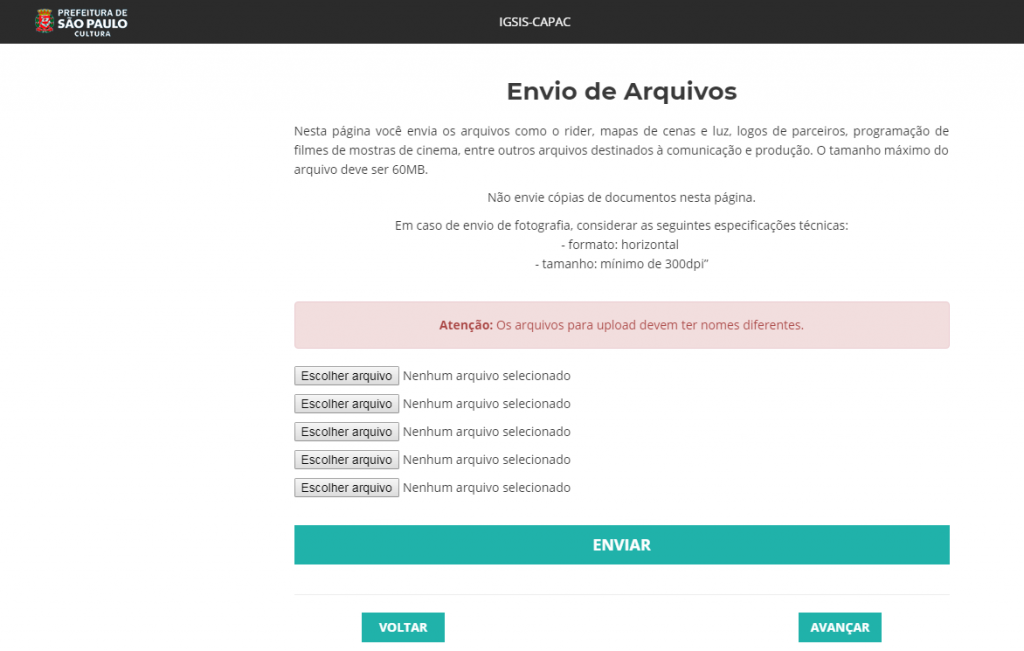 PREFEITURA DE
SÃO PAULO
CULTURA
IGSIS-CAPAC
Envio de Arquivos
Nesta página você envia os arquivos como o rider, mapas de cenas e luz, logos de parceiros, programação de
filmes de mostras de cinema, entre outros arquivos destinados à comunicação e produção. O tamanho máximo do
arquivo deve ser 60MB.
Não envie cópias de documentos nesta página.
Em caso de envio de fotografia, considerar as seguintes especificações técnicas:
- formato: horizontal
- tamanho: mínimo de 300dpi”
Atenção: Os arquivos para upload devem ter nomes diferentes.
Escolher arquivo Nenhum arquivo selecionado
Escolher arquivo Nenhum arquivo selecionado
Escolher arquivo Nenhum arquivo selecionado
Escolher arquivo Nenhum arquivo selecionado
Escolher arquivo Nenhum arquivo selecionado
ENVIAR
VOLTAR AVANÇAR